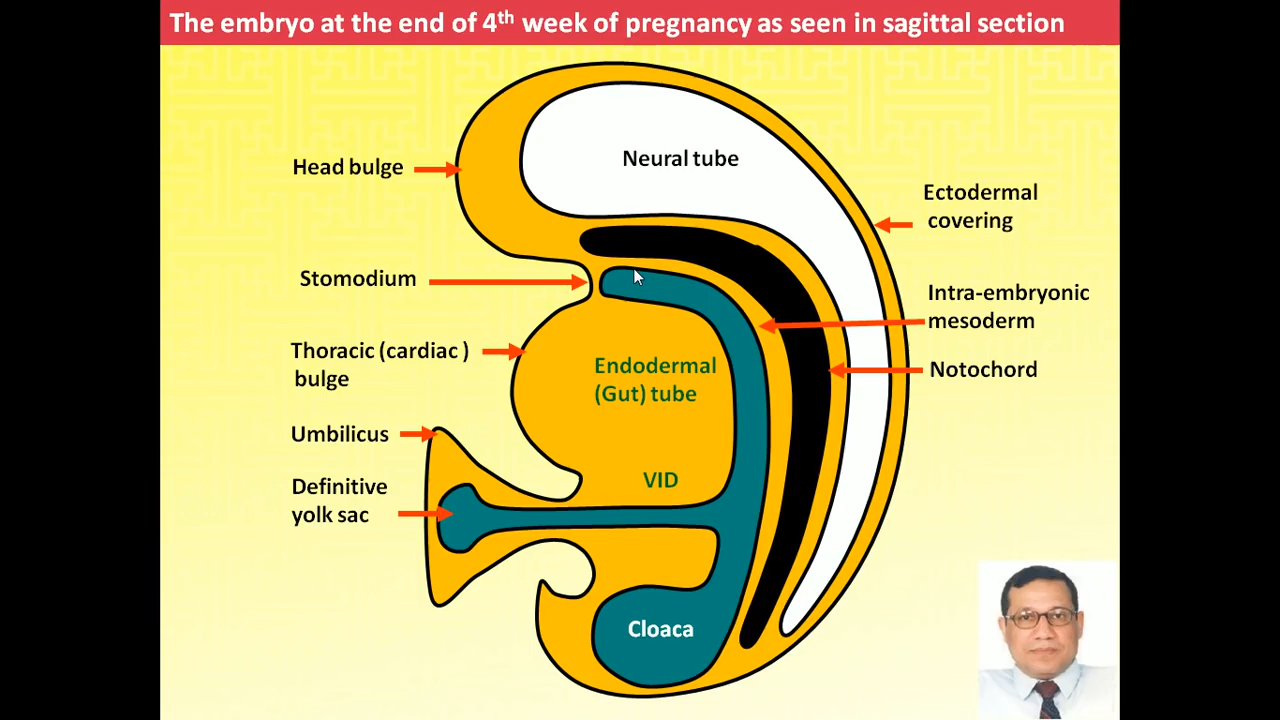 The embryo at the end of 4th week of pregnancy as seen in sagittal section
Neural tube
Head bulge
Ectodermal
covering
Stomodium
Intra-embryonic
mesoderm
Thoracic (cardiac )
bulge
Endodermal
(Gut) tube
Notochord
Umbilicus
VID
Definitive
yolk sac
Cloaca